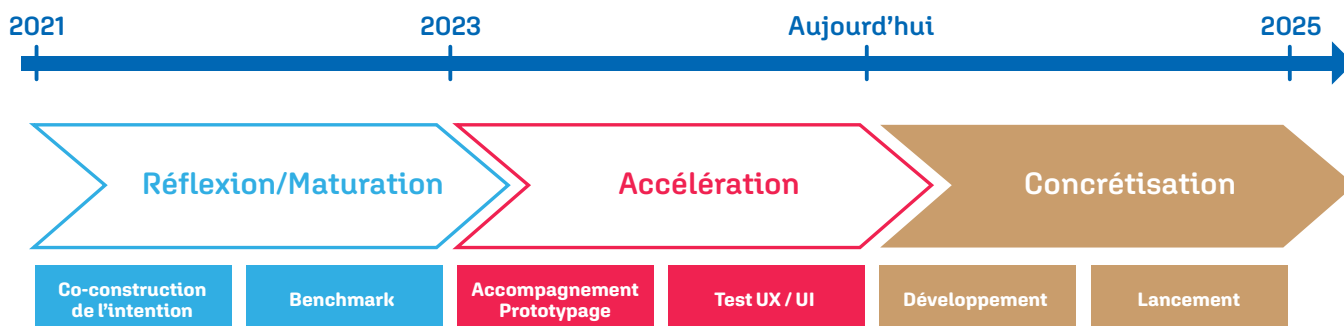 2021
2023
Aujourd'hui
2025
Réflexion/Maturation
Accélération
Concrétisation
Co-construction
de l'intention
Benchmark
Accompagnement
Prototypage
Test UX / UI
Développement
Lancement